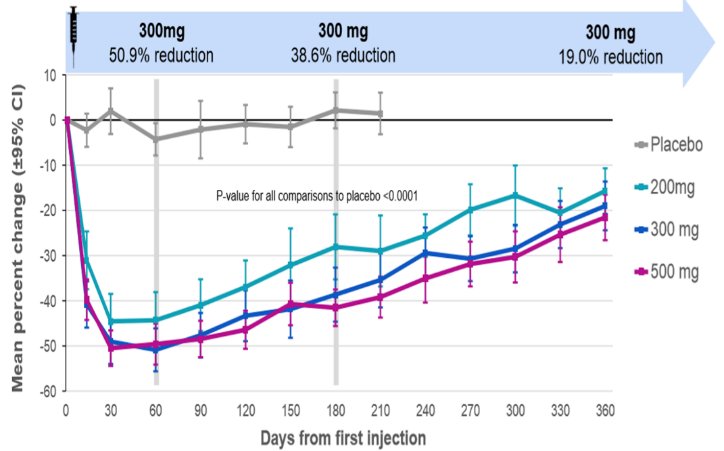 300mg
50.9% reduction
300 mg
38.6% reduction
300 mg
19.0% reduction
Mean percent change (±95% CI)
10
0
-10
-20
-30
-40
-50
-60
P-value for all comparisons to placebo <0.0001
Placebo
200mg
300 mg
500 mg
0 30 60 90 120 150 180 210 240 270 300 330 360
Days from first injection